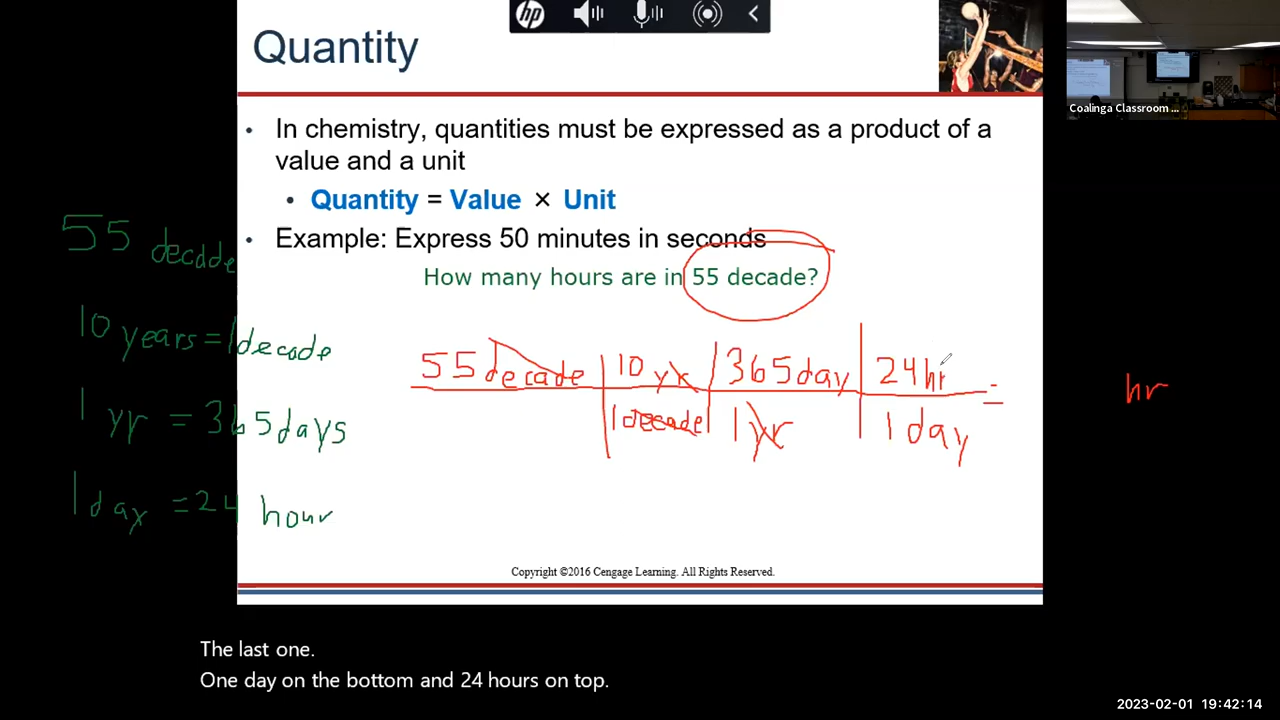 hp
Quantity
Coalinga Classroom ...
• In chemistry, quantities must be expressed as a product of a
value and a unit
• Quantity = Value × Unit
• Example: Express 50 minutes in seconds
How many hours are in 55 decade?
55 decade
10 years = 1 decade
1 yr = 365 days
1 day = 24 hour
55 decade | 10 yr | 365 day | 24 hr = hr
1 decade | 1 yr | 1 day
Copyright ©2016 Cengage Learning. All Rights Reserved.
The last one.
One day on the bottom and 24 hours on top.
2023-02-01 19:42:14